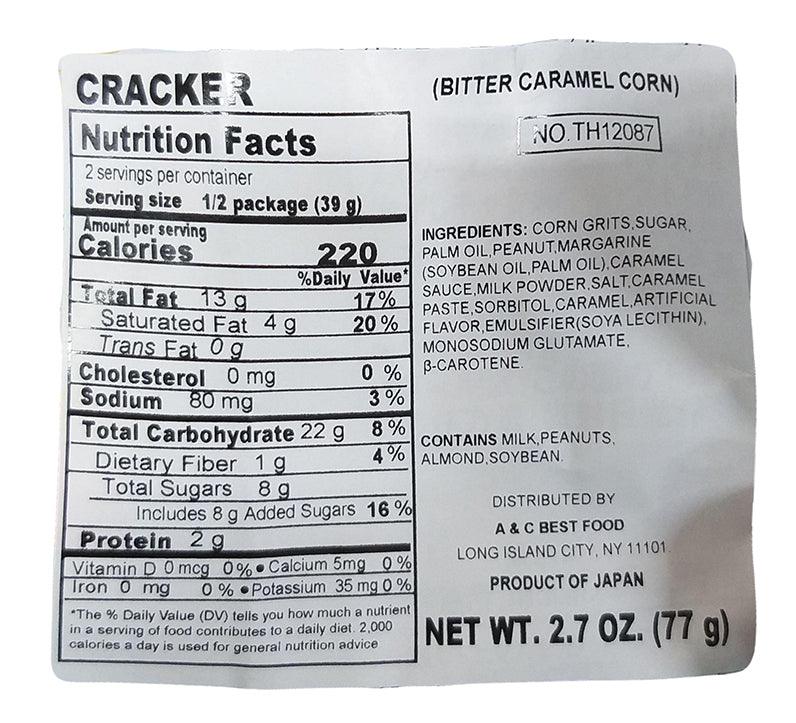 CRACKER
Nutrition Facts
2 servings per container
Serving size 1/2 package (39 g)
Amount per serving
Calories 220
%Daily Value*
Total Fat 13 g 17%
Saturated Fat 4 g 20%
Trans Fat 0 g
Cholesterol 0 mg 0 %
Sodium 80 mg 3%
Total Carbohydrate 22 g 8%
Dietary Fiber 1 g 4%
Total Sugars 8 g
Includes 8 g Added Sugars 16 %
Protein 2 g
Vitamin D 0 mcg 0% • Calcium 5mg 0%
Iron 0 mg 0 % • Potassium 35 mg 0 %
*The % Daily Value (DV) tells you how much a nutrient
in a serving of food contributes to a daily diet. 2,000
calories a day is used for general nutrition advice
(BITTER CARAMEL CORN)
NO.TH12087
INGREDIENTS: CORN GRITS,SUGAR,
PALM OIL,PEANUT,MARGARINE
(SOYBEAN OIL,PALM OIL),CARAMEL
SAUCE,MILK POWDER,SALT,CARAMEL
PASTE,SORBITOL,CARAMEL,ARTIFICIAL
FLAVOR,EMULSIFIER(SOYA LECITHIN),
MONOSODIUM GLUTAMATE,
β-CAROTENE.
CONTAINS MILK,PEANUTS,
ALMOND,SOYBEAN.
DISTRIBUTED BY
A & C BEST FOOD
LONG ISLAND CITY, NY 11101.
PRODUCT OF JAPAN
NET WT. 2.7 OZ. (77 g)